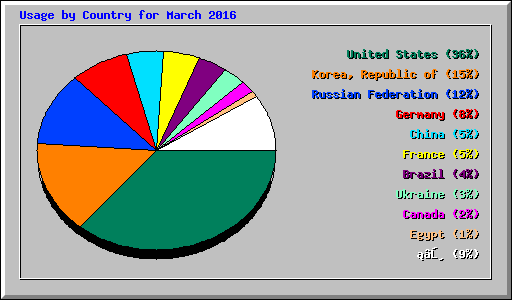 Usage by Country for March 2016
United States (36%)
Korea, Republic of (15%)
Russian Federation (12%)
Germany (8%)
China (5%)
France (5%)
Brazil (4%)
Ukraine (3%)
Canada (2%)
Egypt (1%)
(9%)